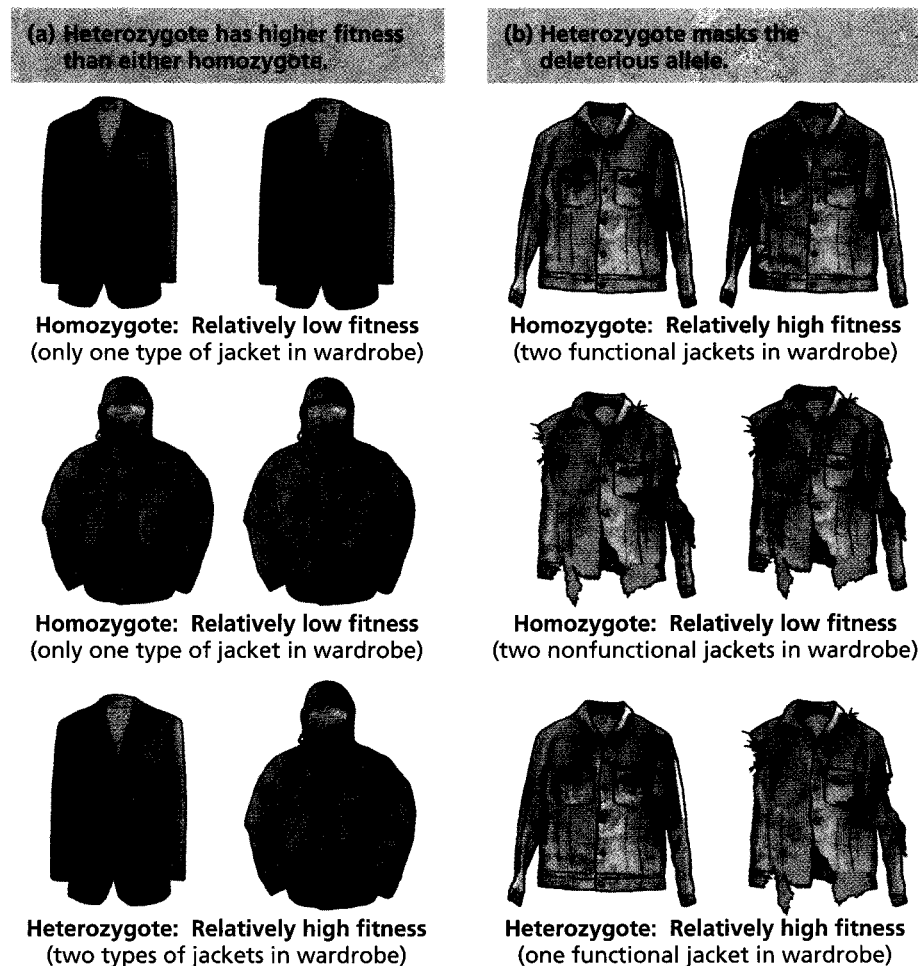 (a) Heterozygote has higher fitness
than either homozygote.
(b) Heterozygote masks the
deleterious allele.
Homozygote: Relatively low fitness
(only one type of jacket in wardrobe)
Homozygote: Relatively high fitness
(two functional jackets in wardrobe)
Homozygote: Relatively low fitness
(only one type of jacket in wardrobe)
Homozygote: Relatively low fitness
(two nonfunctional jackets in wardrobe)
Heterozygote: Relatively high fitness
(two types of jackets in wardrobe)
Heterozygote: Relatively high fitness
(one functional jacket in wardrobe)